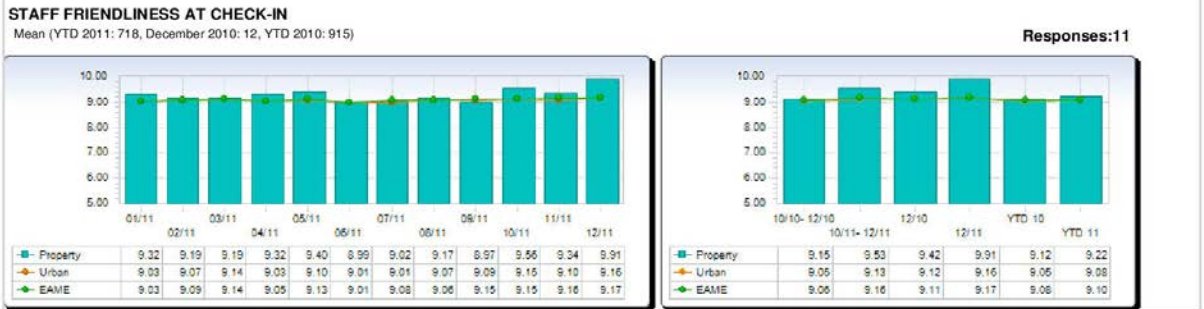 STAFF FRIENDLINESS AT CHECK-IN
Mean (YTD 2011: 718, December 2010: 12, YTD 2010: 915)
Responses:11
10.00
9.00
8.00
7.00
6.00
5.00
01/11 02/11 03/11 04/11 05/11 06/11 07/11 08/11 09/11 10/11 11/11 12/11
Property 9.32 9.19 9.19 9.32 9.40 8.99 9.02 9.17 8.97 9.56 9.34 9.91
Urban 9.03 9.07 9.14 9.03 9.10 9.01 9.01 9.07 9.09 9.15 9.10 9.16
EAME 9.03 9.09 9.14 9.05 9.13 9.01 9.08 9.06 9.15 9.15 9.16 9.17
10.00
9.00
8.00
7.00
6.00
5.00
10/10- 12/10 10/11- 12/11 12/10 12/11 YTD 10 YTD 11
Property 9.15 9.53 9.42 9.91 9.12 9.22
Urban 9.05 9.13 9.12 9.16 9.05 9.08
EAME 9.06 9.16 9.11 9.17 9.08 9.10